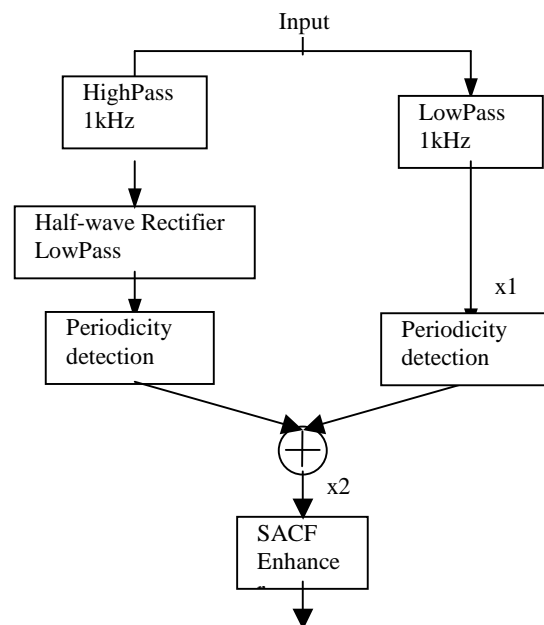 Input
HighPass
1kHz
LowPass
1kHz
Half-wave Rectifier
LowPass
x1
Periodicity
detection
Periodicity
detection
x2
SACF
Enhance